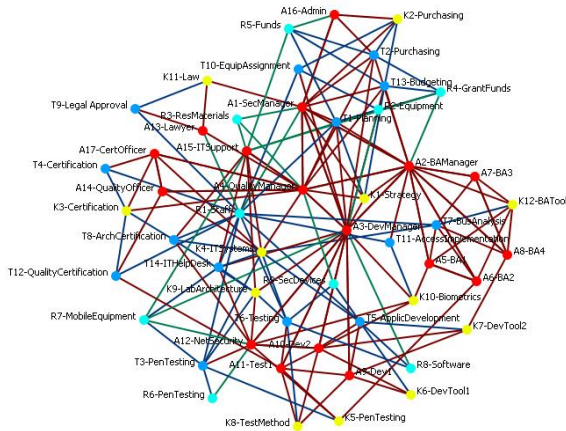 A16-Admin
K2-Purchasing
R5-Funds
T2-Purchasing
T10-EquipAssignment
K11-Law
T13-Budgeting
R4-GrantFunds
T9-Legal Approval
A1-SecManager
R2-Equipment
R3-ResMaterials
T1-Planning
A13-Lawyer
A17-CertOfficer
A15-ITSupport
A2-BAManager
T4-Certification
A7-BA3
A14-QualityOfficer
A4-QualityManager
K1-Strategy
K12-BATool
K3-Certification
R1-Staff
T7-BusAnalysis
A3-DevManager
T8-ArchCertification
K4-ITSystems
T11-AccessImplementation
A8-BA4
T12-QualityCertification
T14-ITHelpDesk
A5-BA1
A6-BA2
K9-LabArchitecture
R9-SecDevices
K10-Biometrics
R7-MobileEquipment
T6-Testing
T5-ApplicDevelopment
K7-DevTool2
A12-NetSecurity
A10-Dev2
T3-PenTesting
A11-Test1
A9-Dev1
R8-Software
R6-PenTesting
K6-DevTool1
K8-TestMethod
K5-PenTesting